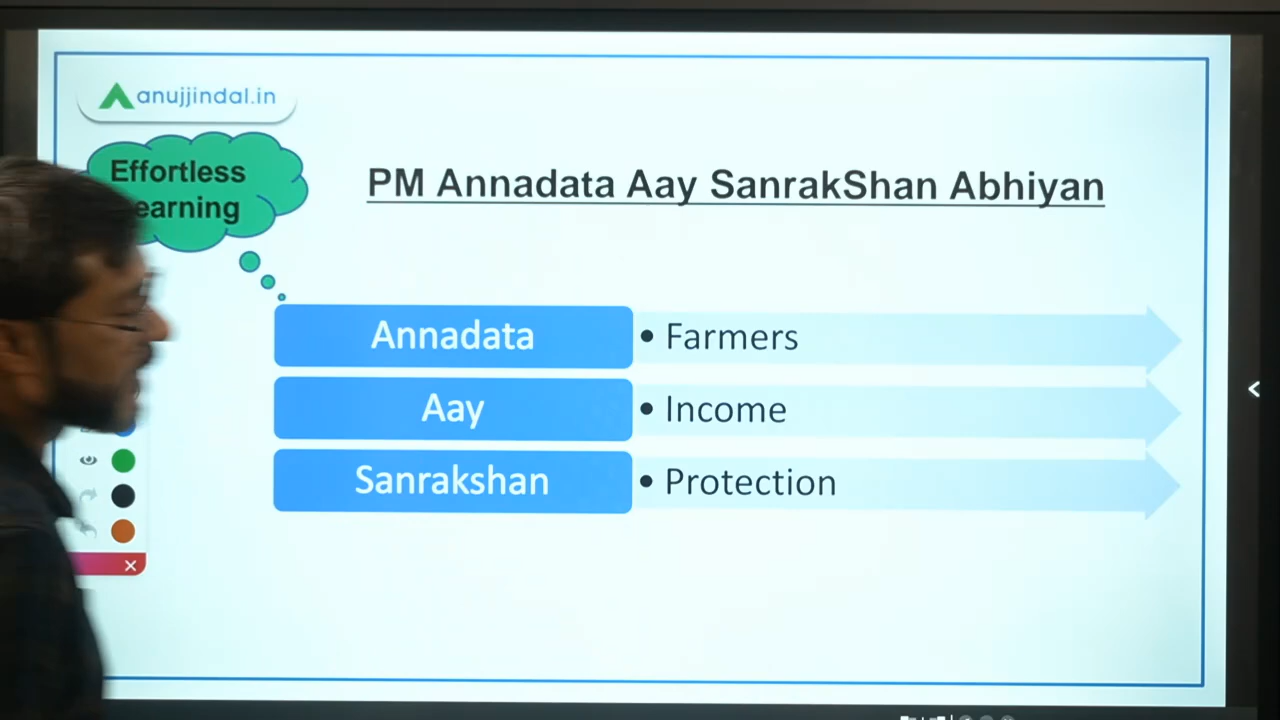 anujjindal.in
Effortless
earning
PM Annadata Aay SanrakShan Abhiyan
Annadata
• Farmers
Aay
• Income
Sanrakshan
• Protection